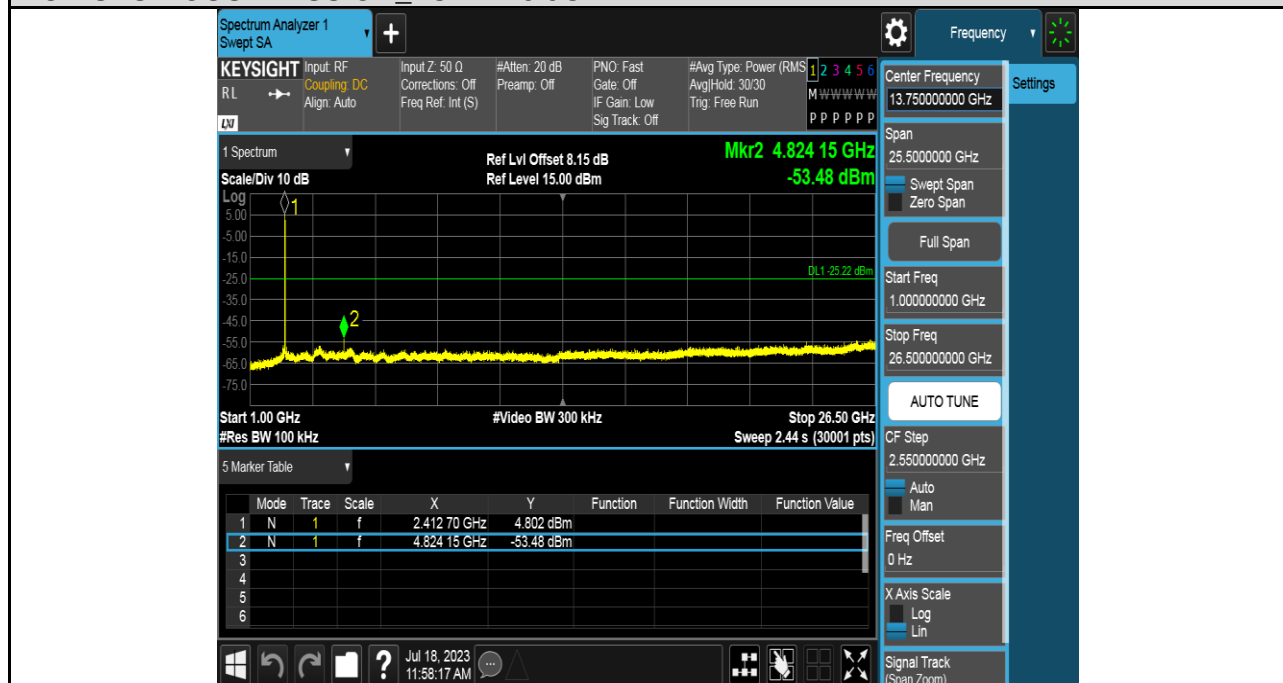 Spectrum Analyzer 1
Swept SA
+
Frequency
KEYSIGHT
RL
LXI
Input: RF
Coupling: DC
Align: Auto
Input Z: 50 Ω
Corrections: Off
Freq Ref: Int (S)
#Atten: 20 dB
Preamp: Off
PNO: Fast
Gate: Off
IF Gain: Low
Sig Track: Off
#Avg Type: Power (RMS
Avg|Hold: 30/30
Trig: Free Run
1 2 3 4 5 6
M W W W W W
P P P P P P
Center Frequency
13.750000000 GHz
Settings
Span
25.5000000 GHz
Swept Span
Zero Span
Full Span
Start Freq
1.000000000 GHz
Stop Freq
26.500000000 GHz
AUTO TUNE
CF Step
2.550000000 GHz
Auto
Man
Freq Offset
0 Hz
X Axis Scale
Log
Lin
Signal Track
(Span Zoom)
1 Spectrum
Scale/Div 10 dB
Ref Lvl Offset 8.15 dB
Ref Level 15.00 dBm
Mkr2 4.824 15 GHz
-53.48 dBm
Log
1
5.00
-5.00
-15.0
-25.0
DL1 -25.22 dBm
-35.0
-45.0
2
-55.0
-65.0
-75.0
Start 1.00 GHz
#Video BW 300 kHz
Stop 26.50 GHz
#Res BW 100 kHz
Sweep 2.44 s (30001 pts)
5 Marker Table
Mode Trace Scale X Y Function Function Width Function Value
1 N 1 f 2.412 70 GHz 4.802 dBm
2 N 1 f 4.824 15 GHz -53.48 dBm
3
4
5
6
?
Jul 18, 2023
11:58:17 AM